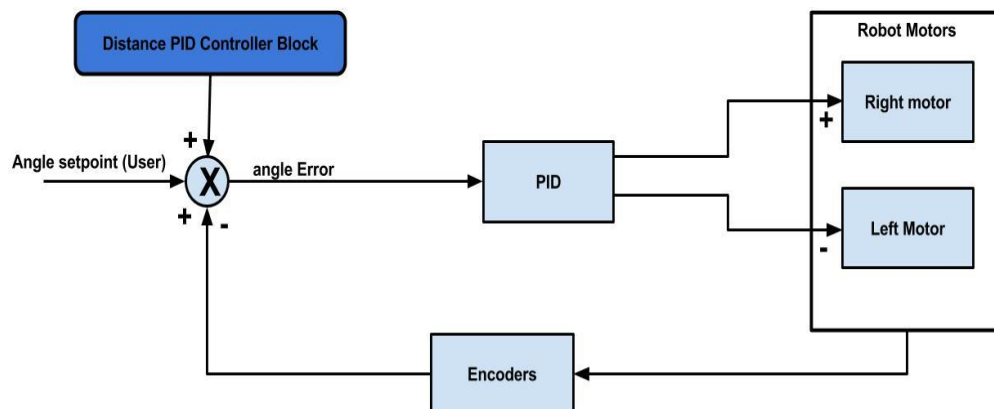 Distance PID Controller Block
Robot Motors
Right motor
+
+
Angle setpoint (User)
X
angle Error
PID
+
-
Left Motor
-
Encoders